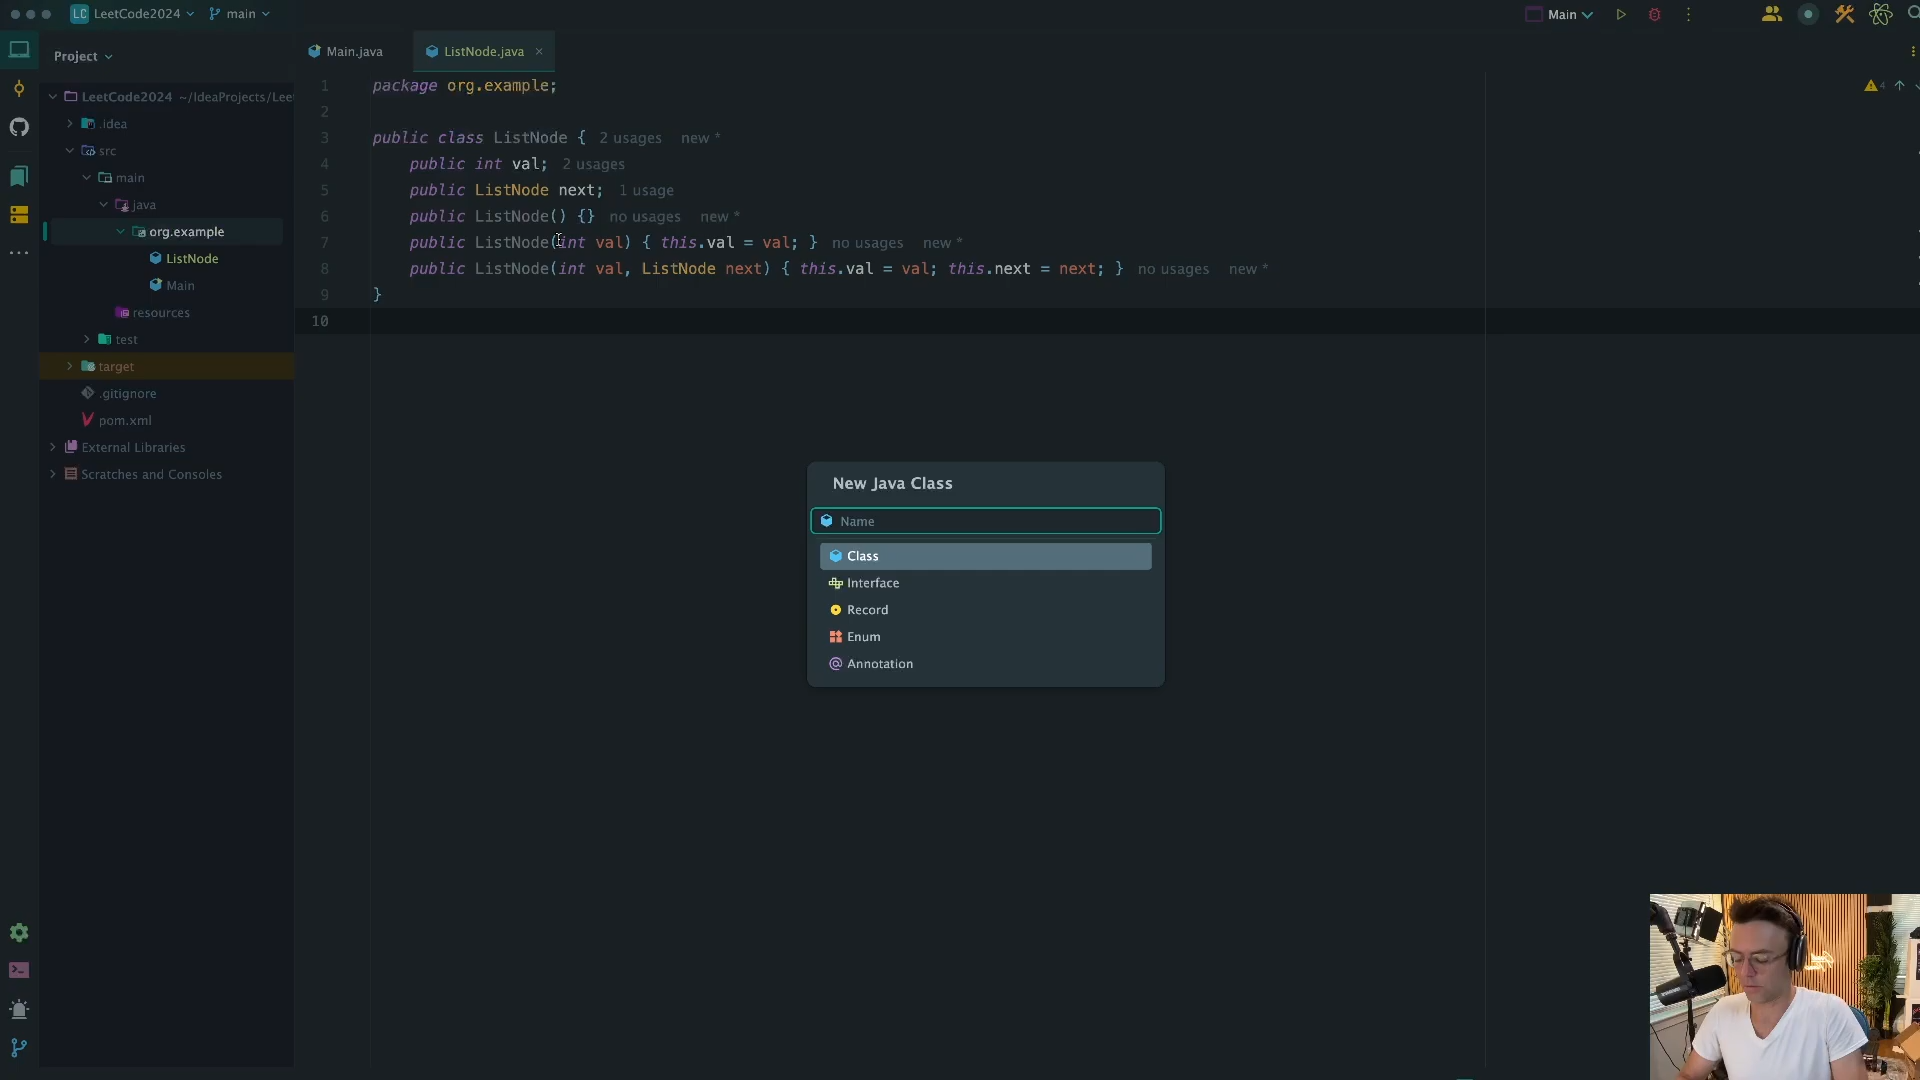 LC LeetCode2024 main Main
Project
Main.java ListNode.java
LeetCode2024 ~/IdeaProjects/Lee
.idea
src
main
java
org.example
ListNode
Main
resources
test
target
.gitignore
pom.xml
External Libraries
Scratches and Consoles
4
1 package org.example;
2
3 public class ListNode { 2 usages new *
4 public int val; 2 usages
5 public ListNode next; 1 usage
6 public ListNode() {} no usages new *
7 public ListNode(int val) { this.val = val; } no usages new *
8 public ListNode(int val, ListNode next) { this.val = val; this.next = next; } no usages new *
9 }
10
New Java Class
Name
Class
Interface
Record
Enum
Annotation